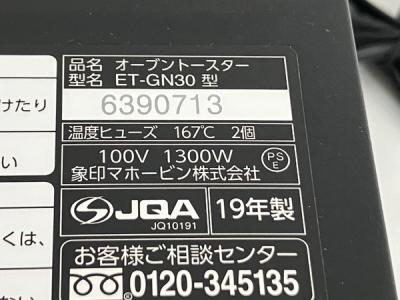 品名 オーブントースター
型名 ET-GN30 型
6390713
けたり
温度ヒューズ 167℃ 2個
い
100V 1300W
PS
E
象印マホービン株式会社
JQA
JQ10191
19年製
くは、
お客様ご相談センター
0120-345135
ない